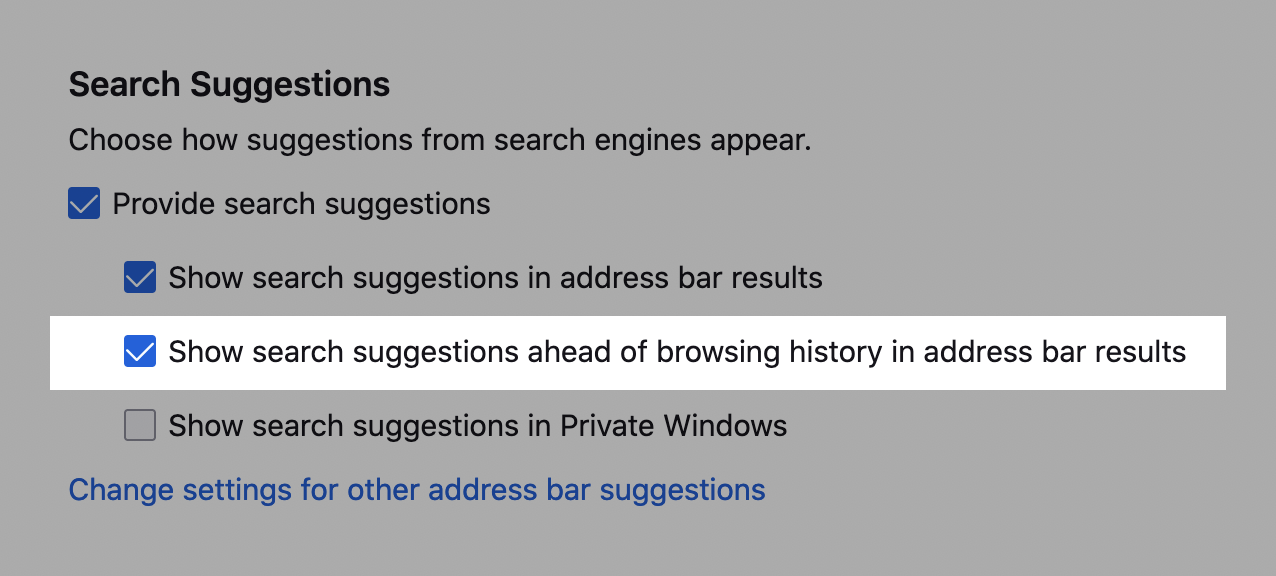 Search Suggestions
Choose how suggestions from search engines appear.
Provide search suggestions
Show search suggestions in address bar results
Show search suggestions ahead of browsing history in address bar results
Show search suggestions in Private Windows
Change settings for other address bar suggestions